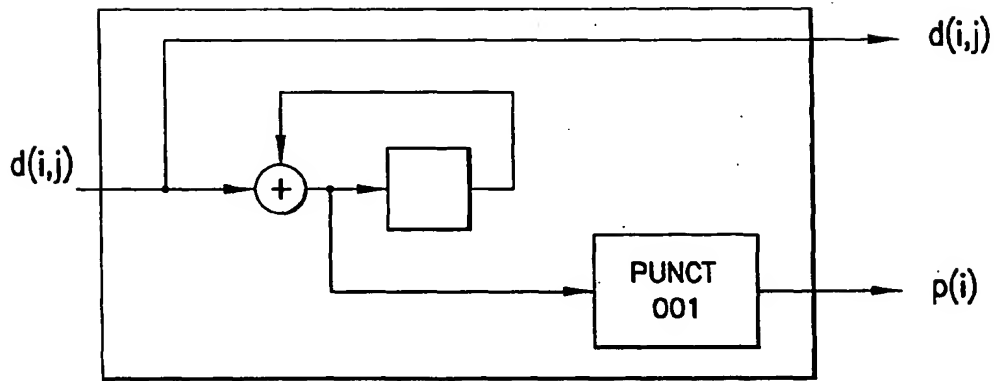 d(i,j)
d(i,j)
+
PUNCT
001
p(i)